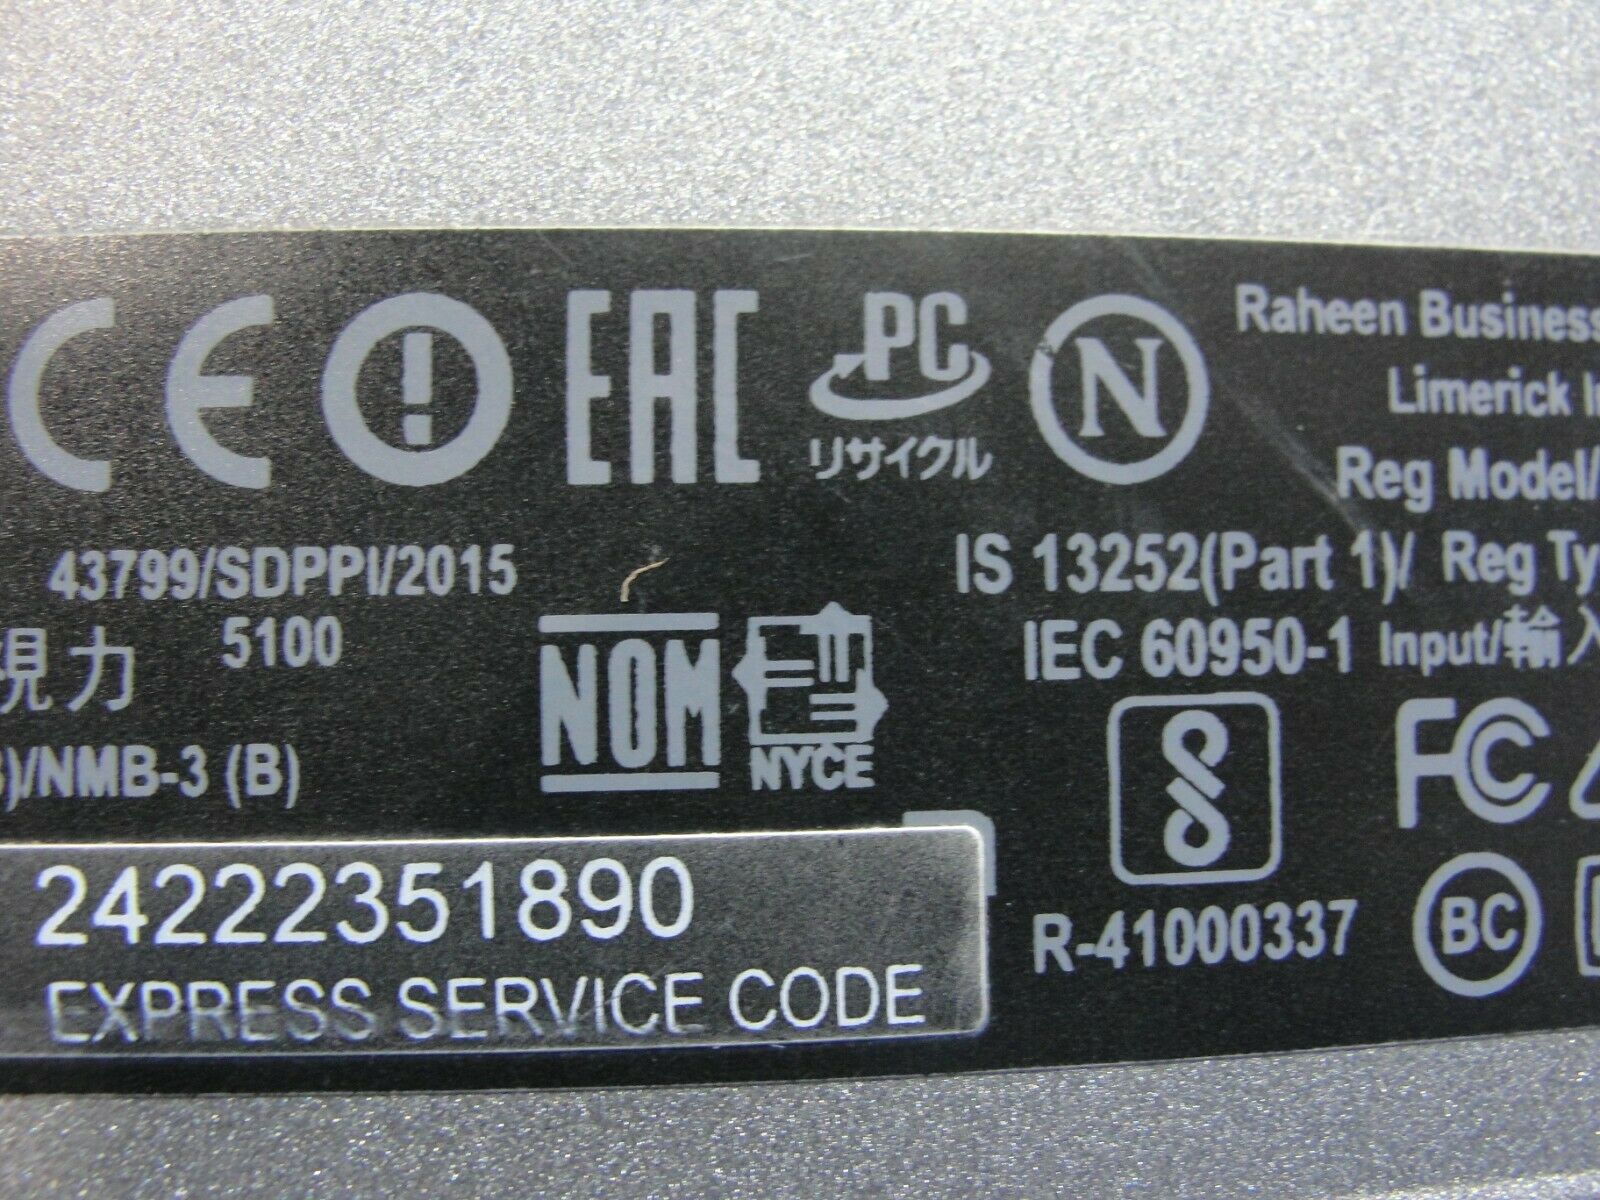 CE EAC PC N
リサイクル
Raheen Business
Limerick
Reg Model/
43799/SDPPI/2015
IS 13252(Part 1)/ Reg
視力 5100
IEC 60950-1 Input/輸入
NOM NYCE
)/NMB-3 (B)
FC
24222351890
R-41000337 BC
EXPRESS SERVICE CODE